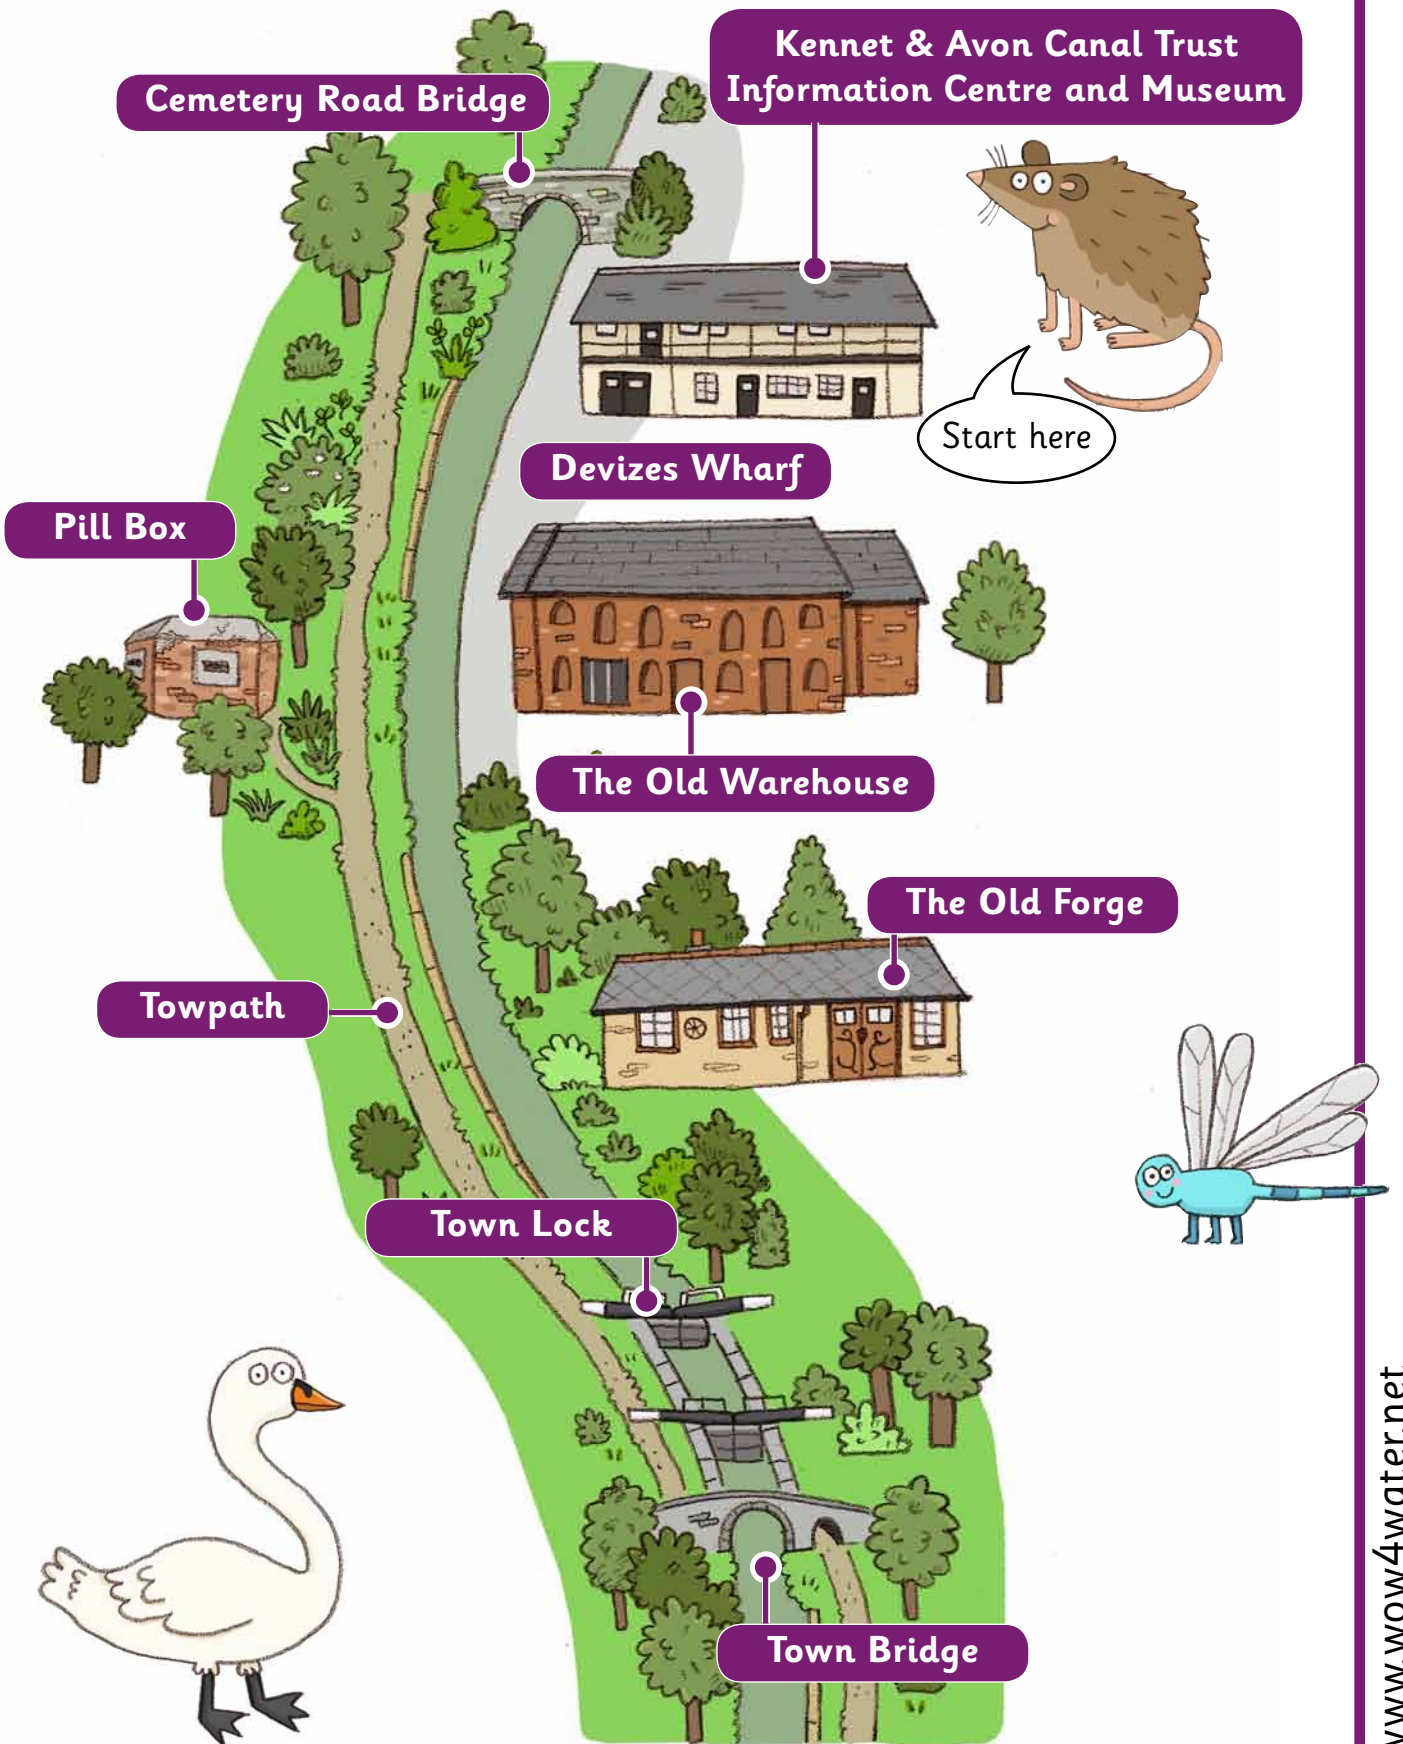 Kennet & Avon Canal Trust
Information Centre and Museum
Cemetery Road Bridge
Start here
Devizes Wharf
Pill Box
The Old Warehouse
The Old Forge
Towpath
Town Lock
Town Bridge
www.wow4water.net